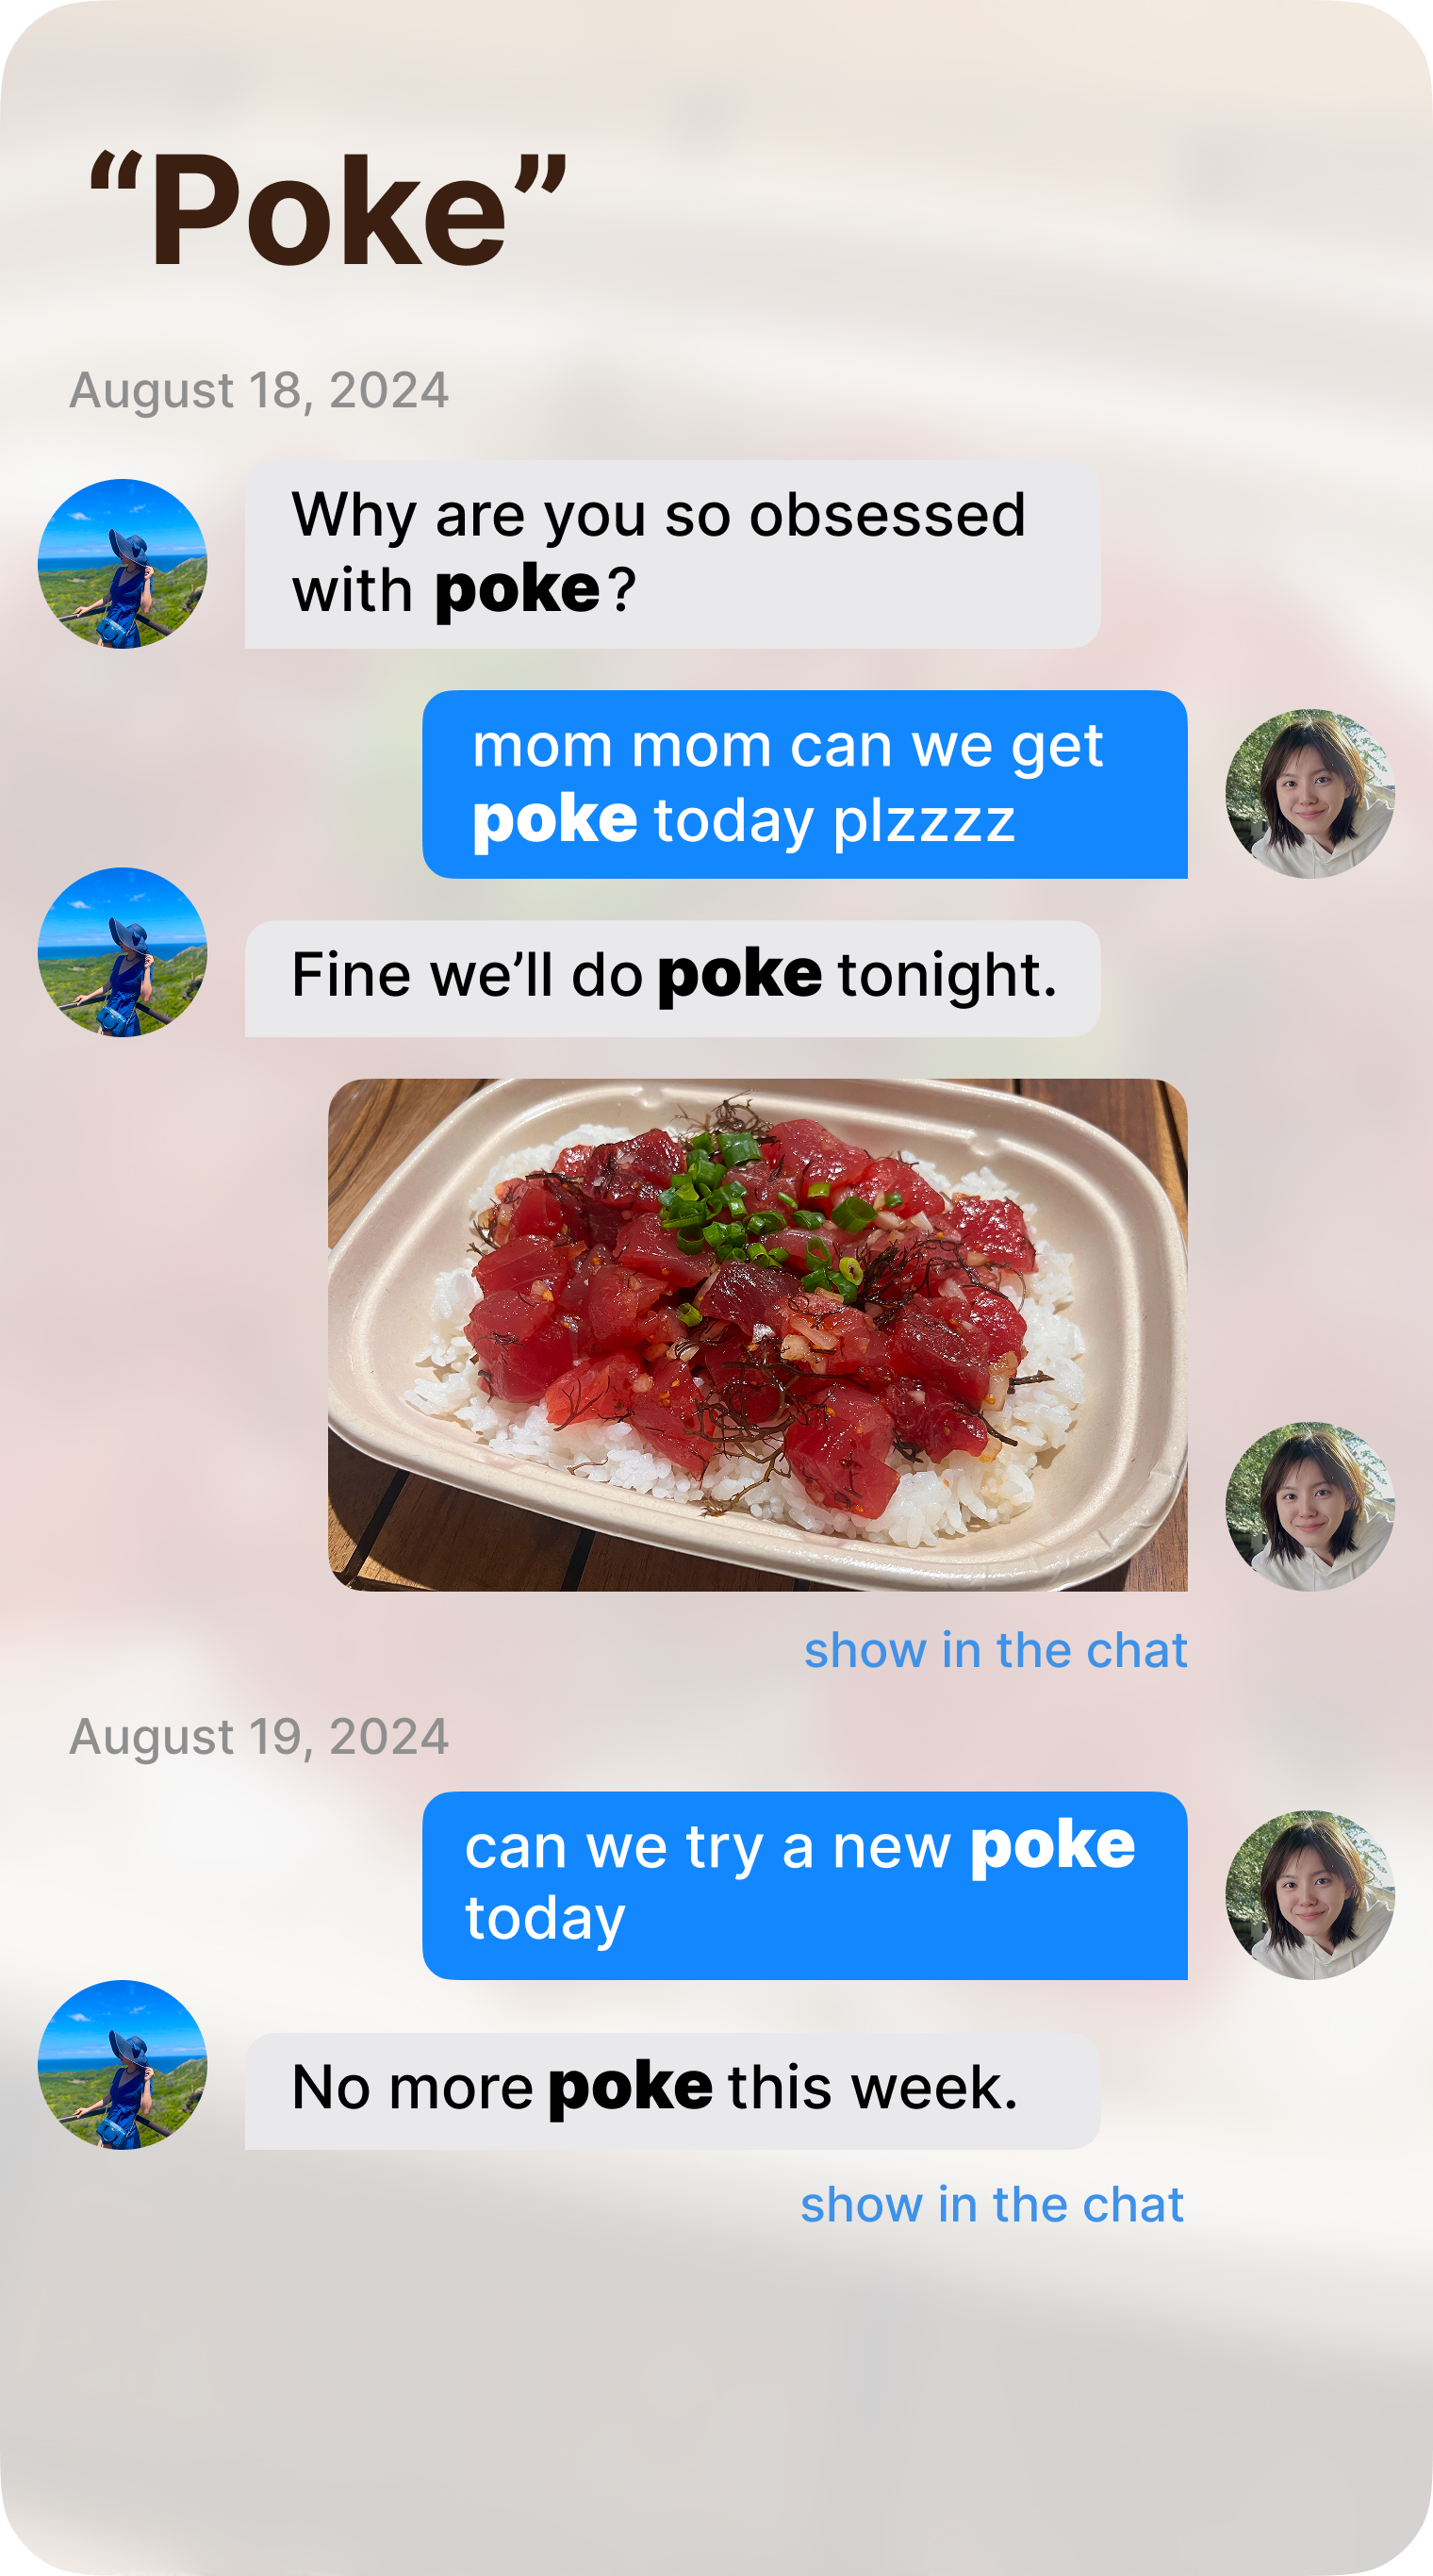 “Poke”
August 18, 2024
Why are you so obsessed
with poke?
mom mom can we get
poke today plzzzz
Fine we’ll do poke tonight.
show in the chat
August 19, 2024
can we try a new poke
today
No more poke this week.
show in the chat